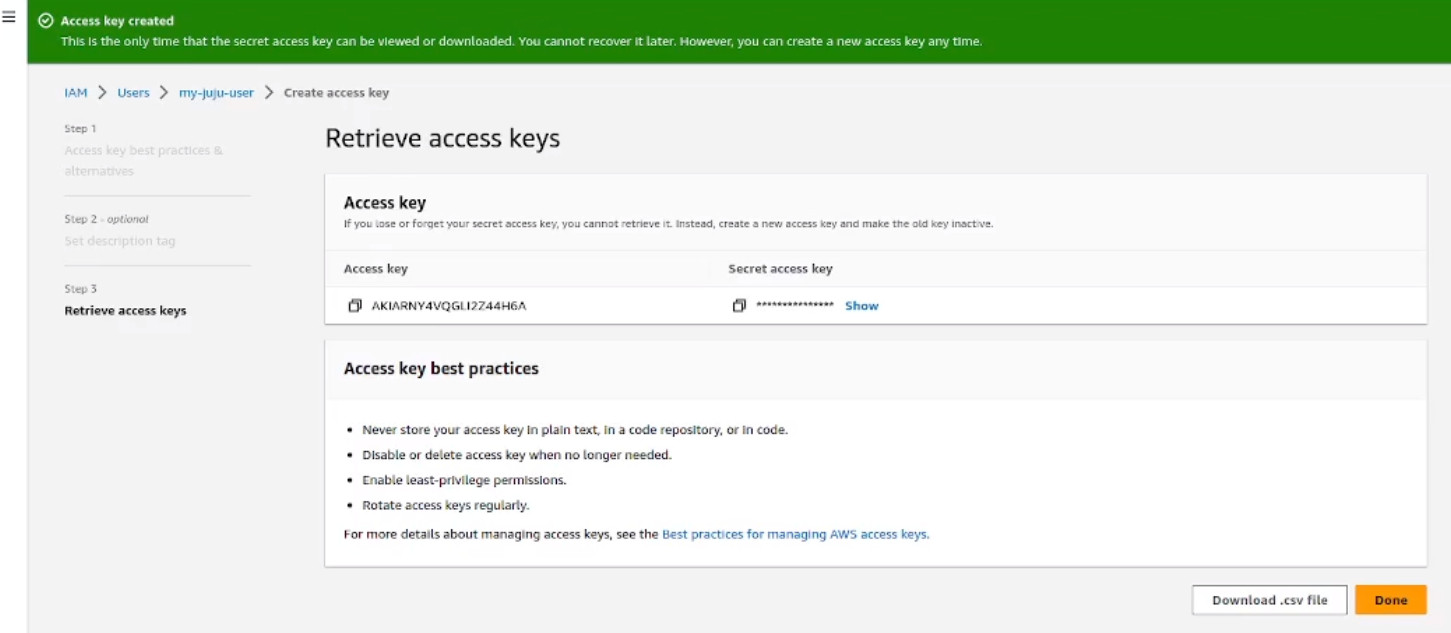 Access key created
This is the only time that the secret access key can be viewed or downloaded. You cannot recover it later. However, you can create a new access key any time.
IAM > Users > my-juju-user > Create access key
Step 1
Access key best practices &
alternatives
Step 2 - optional
Set description tag
Step 3
Retrieve access keys
Retrieve access keys
Access key
If you lose or forget your secret access key, you cannot retrieve it. Instead, create a new access key and make the old key inactive.
Access key Secret access key
AKIARNY4VQGLI2Z44H6A *************** Show
Access key best practices
• Never store your access key in plain text, in a code repository, or in code.
• Disable or delete access key when no longer needed.
• Enable least-privilege permissions.
• Rotate access keys regularly.
For more details about managing access keys, see the Best practices for managing AWS access keys.
Download .csv file Done